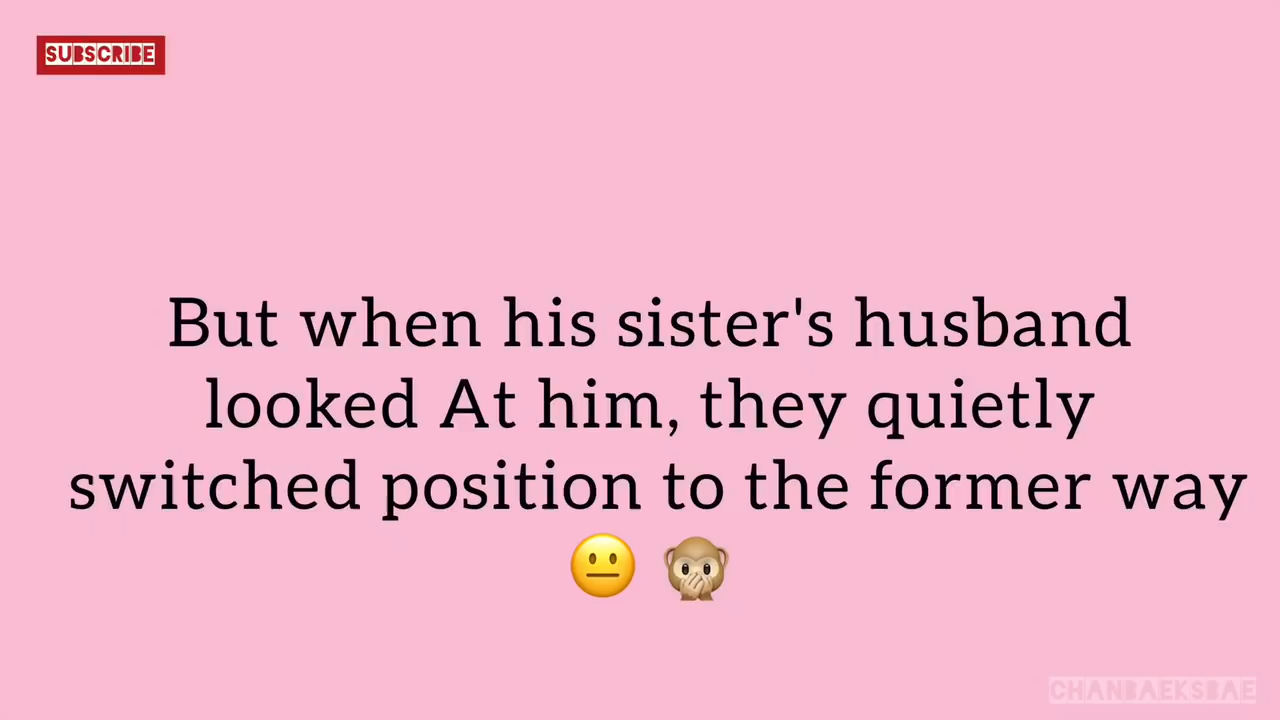 SUBSCRIBE
But when his sister's husband
looked At him, they quietly
switched position to the former way
😐 🙊
CHANBAEKSBAE